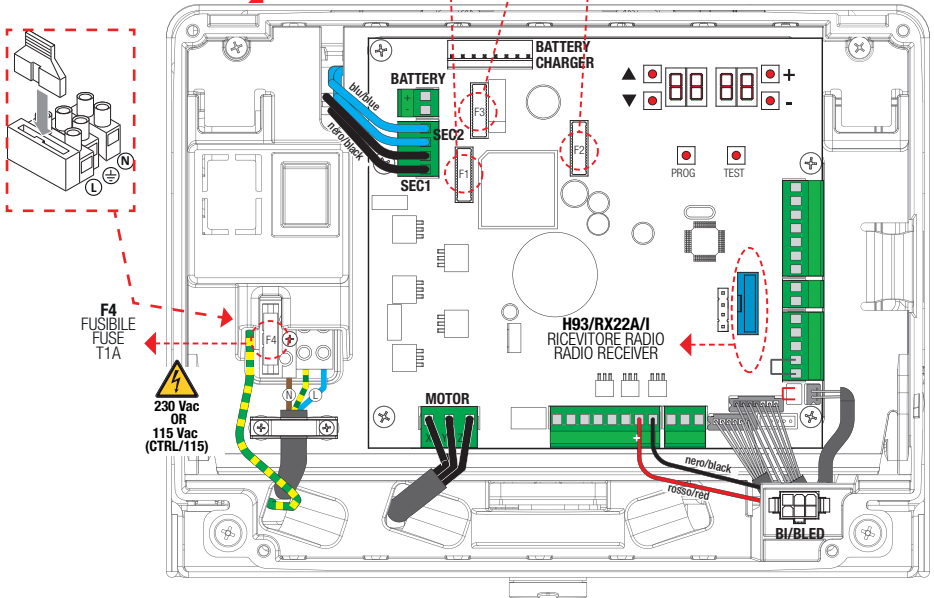 BATTERY
CHARGER
BATTERY
+
-
blu/blue
nero/black
SEC2
SEC1
F3
F2
F1
▲
▼
+
-
PROG
TEST
N
L
F4
FUSIBILE
FUSE
T1A
F4
230 Vac
OR
115 Vac
(CTRL/115)
N
L
H93/RX22A/I
RICEVITORE RADIO
RADIO RECEIVER
MOTOR
X
Z
+
nero/black
rosso/red
BI/BLED